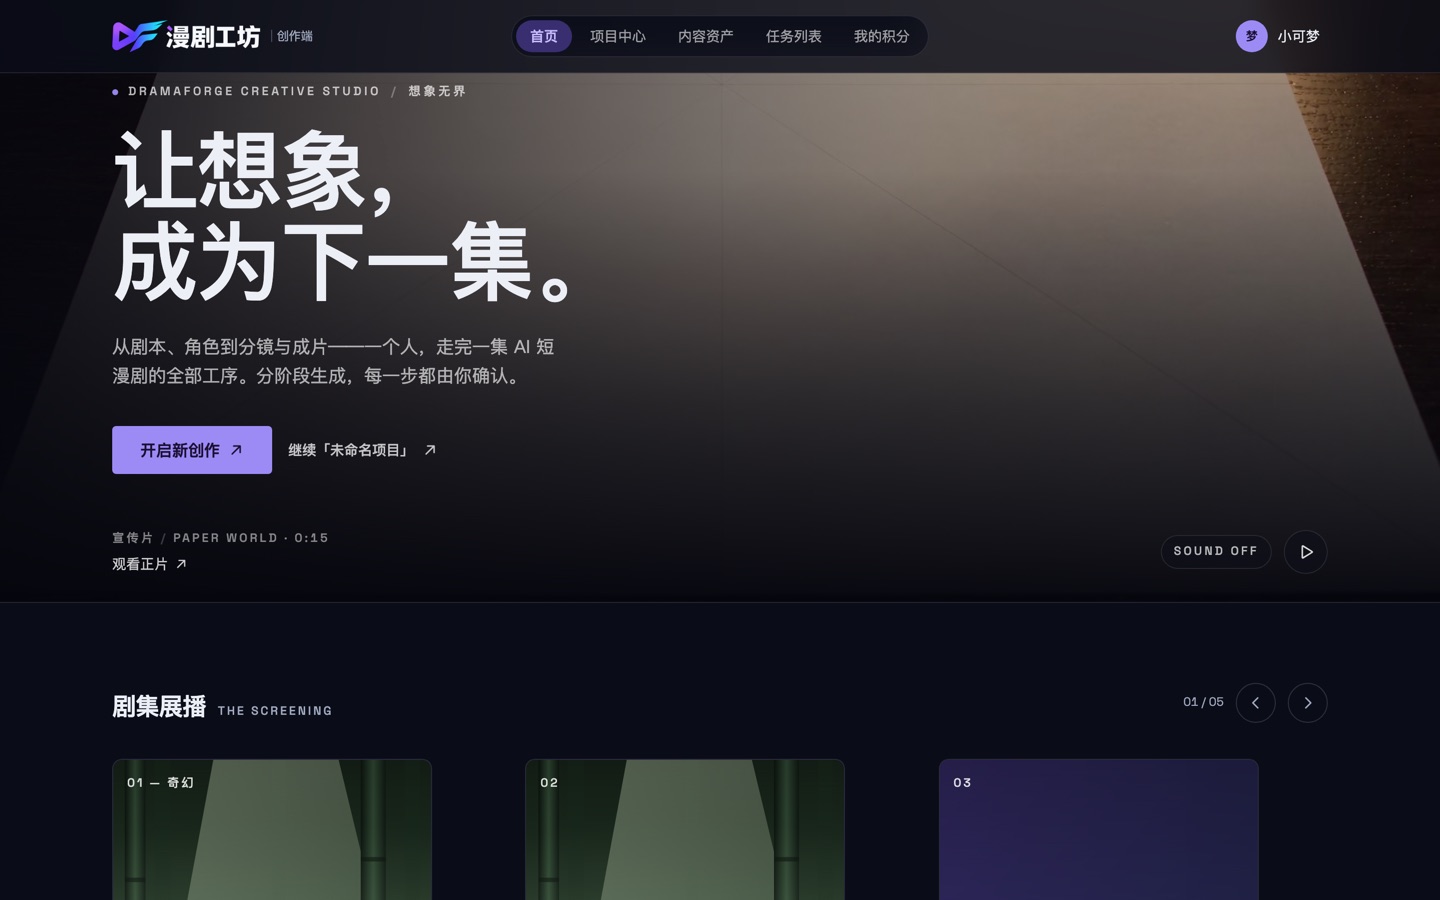 漫剧工坊 创作端
首页 项目中心 内容资产 任务列表 我的积分
梦 小可梦
DRAMAFORGE CREATIVE STUDIO / 想象无界
让想象，
成为下一集。
从剧本、角色到分镜与成片——一个人，走完一集 AI 短
漫剧的全部工序。分阶段生成，每一步都由你确认。
开启新创作
继续「未命名项目」
宣传片 / PAPER WORLD · 0:15
观看正片
SOUND OFF
剧集展播 THE SCREENING
01 / 05
01 — 奇幻
02
03